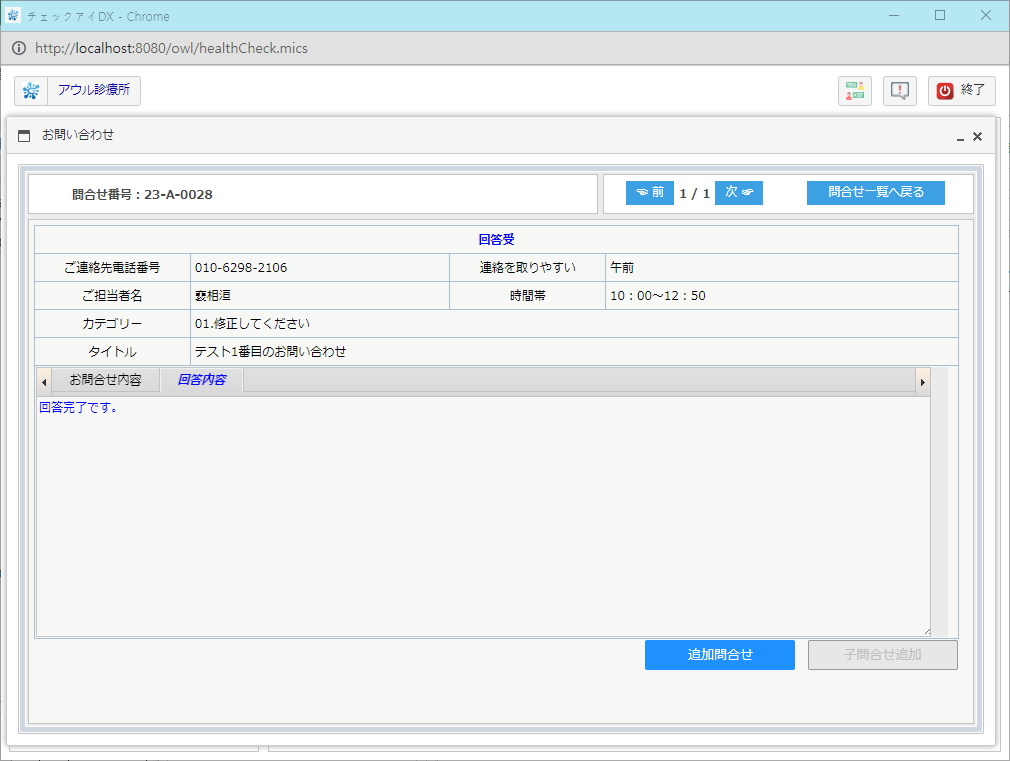 チェックアイDX - Chrome
http://localhost:8080/owl/healthCheck.mics
アウル診療所
終了
お問い合わせ
問合せ番号：23-A-0028
前 1 / 1 次
問合せ一覧へ戻る
回答受
ご連絡先電話番号 010-6298-2106 連絡を取りやすい 午前
ご担当者名 裵相洹 時間帯 10：00～12：50
カテゴリー 01.修正してください
タイトル テスト1番目のお問い合わせ
お問合せ内容 回答内容
回答完了です。
追加問合せ 子問合せ追加